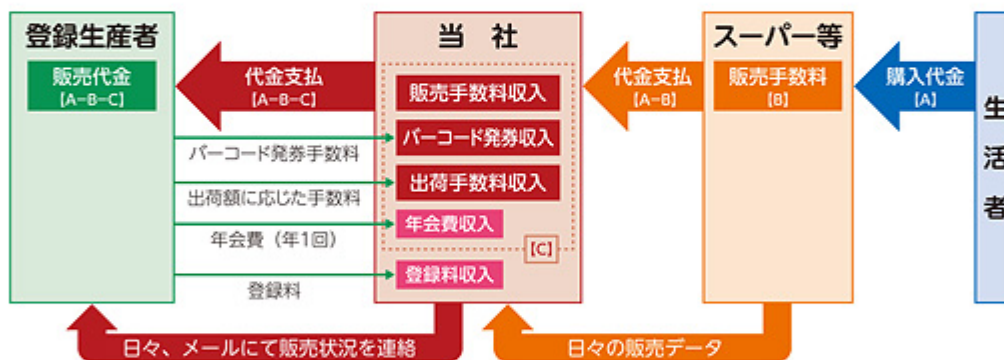 登録生産者
販売代金
[A-B-C]
代金支払
[A-B-C]
バーコード発券手数料
出荷額に応じた手数料
年会費（年1回）
登録料
当　社
販売手数料収入
バーコード発券収入
出荷手数料収入
年会費収入
[C]
登録料収入
代金支払
[A-B]
スーパー等
販売手数料
[B]
購入代金
[A]
生
活
者
日々、メールにて販売状況を連絡
日々の販売データ